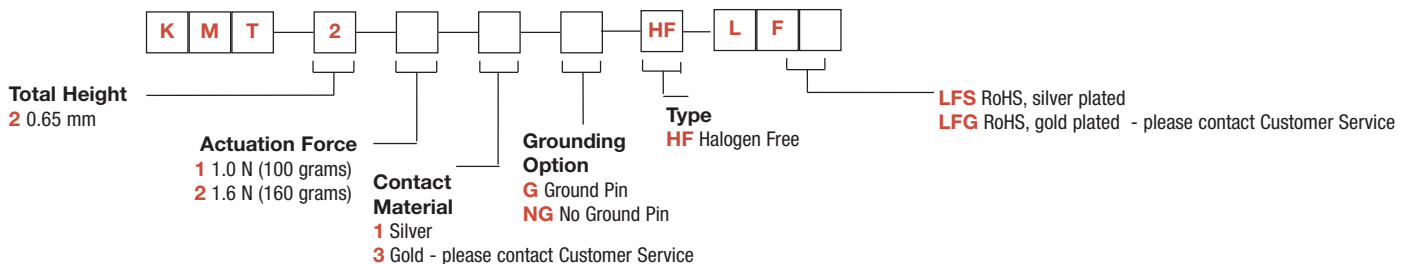 K M T 2 HF L F
Total Height
2 0.65 mm
Actuation Force
1 1.0 N (100 grams)
2 1.6 N (160 grams)
Contact
Material
1 Silver
3 Gold - please contact Customer Service
Grounding
Option
G Ground Pin
NG No Ground Pin
Type
HF Halogen Free
LFS RoHS, silver plated
LFG RoHS, gold plated - please contact Customer Service